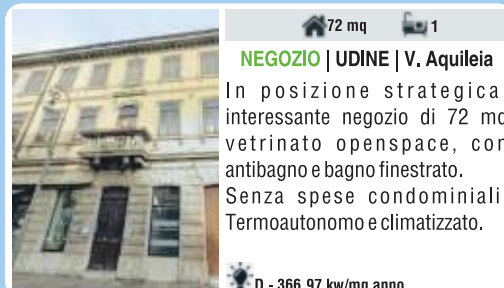 72 mq 1
NEGOZIO | UDINE | V. Aquileia
In posizione strategica
interessante negozio di 72 mq
vetrinato openspace, con
antibagno e bagno finestrato.
Senza spese condominiali
Termoautonomo e climatizzato.
D - 366,97 kw/mq anno